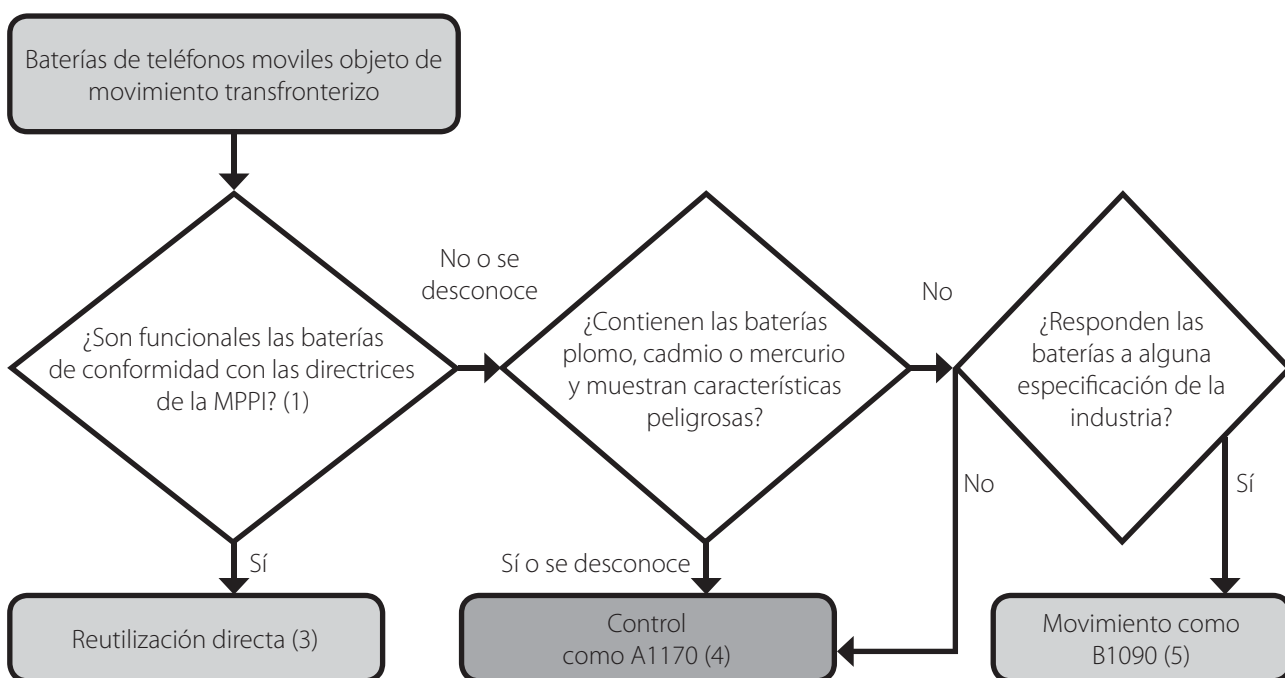 Baterías de teléfonos moviles objeto de
movimiento transfronterizo
¿Son funcionales las baterías
de conformidad con las directrices
de la MPPI? (1)
No o se
desconoce
¿Contienen las baterías
plomo, cadmio o mercurio
y muestran características
peligrosas?
No
¿Responden las
baterías a alguna
especificación de la
industria?
No
Sí
Sí
Sí o se desconoce
Reutilización directa (3)
Control
como A1170 (4)
Movimiento como
B1090 (5)